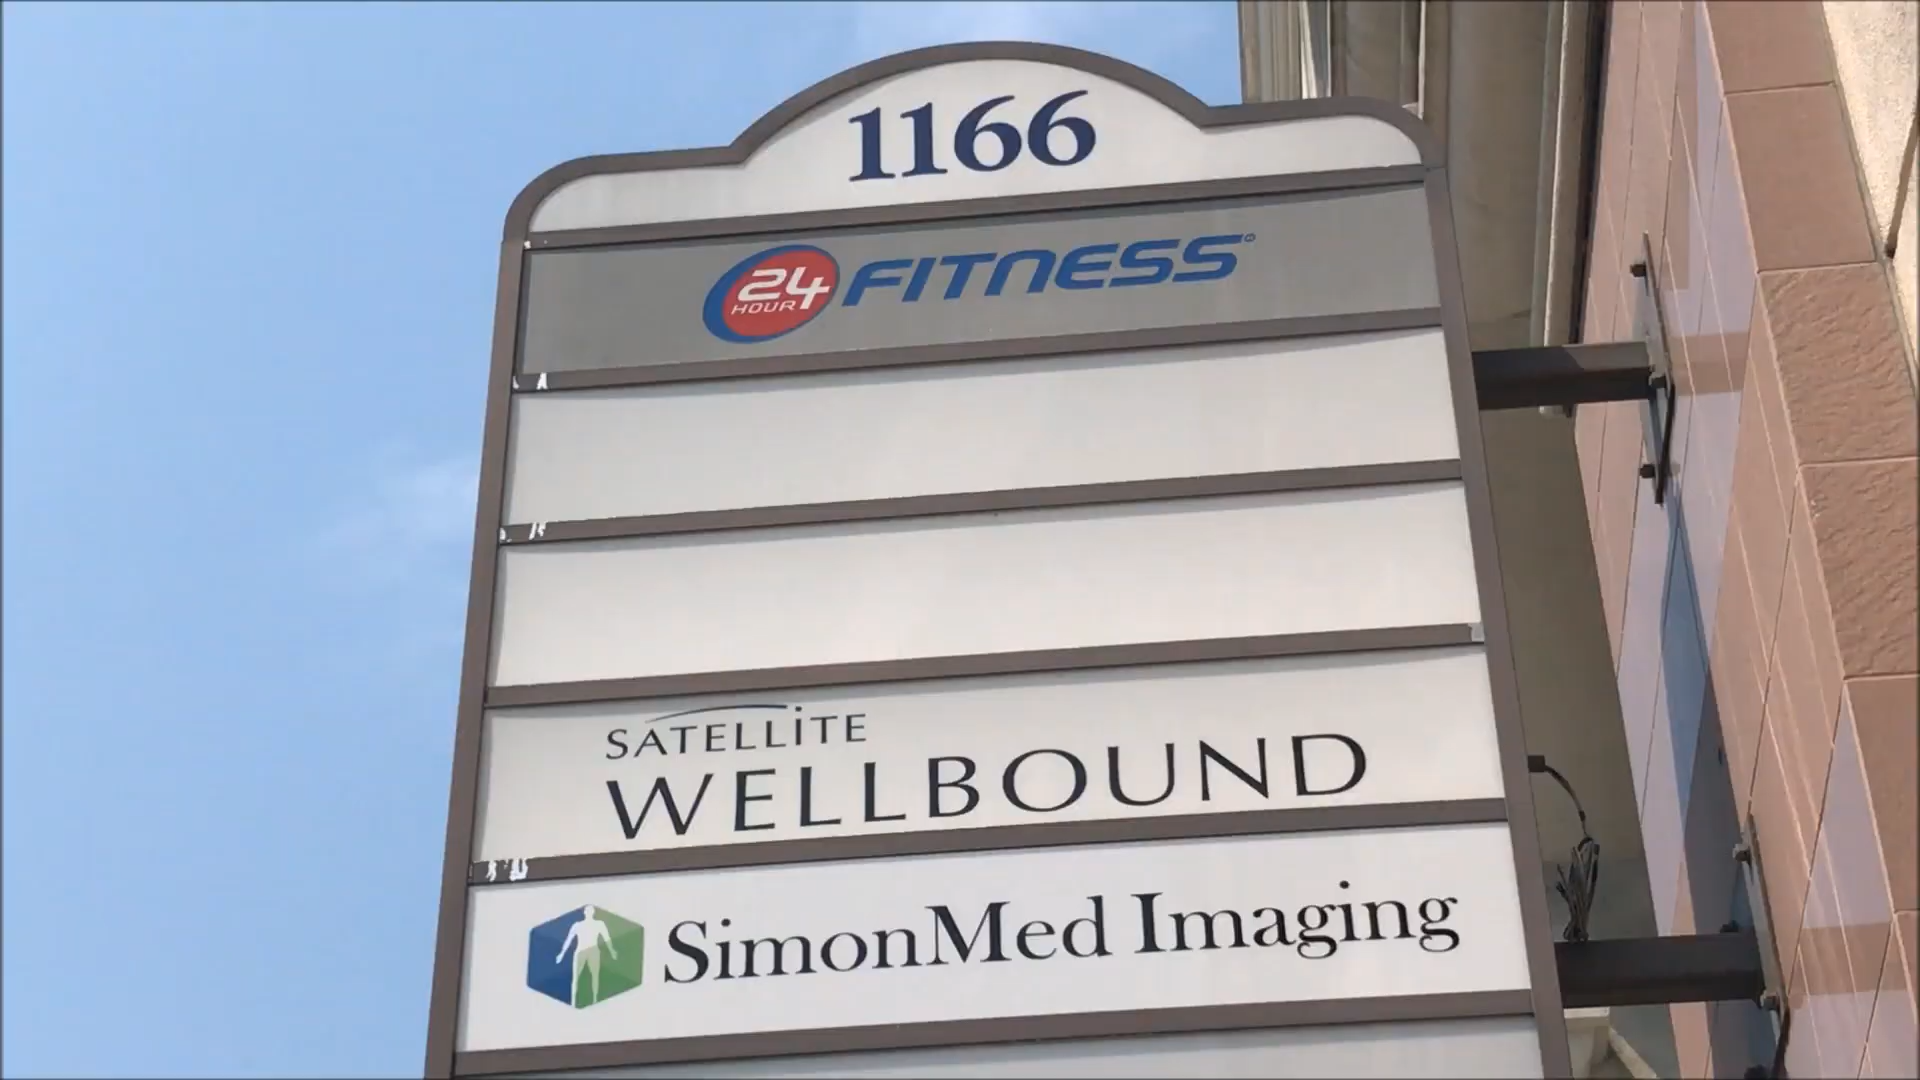 1166
24 HOUR FITNESS
SATELLITE
WELLBOUND
SimonMed Imaging